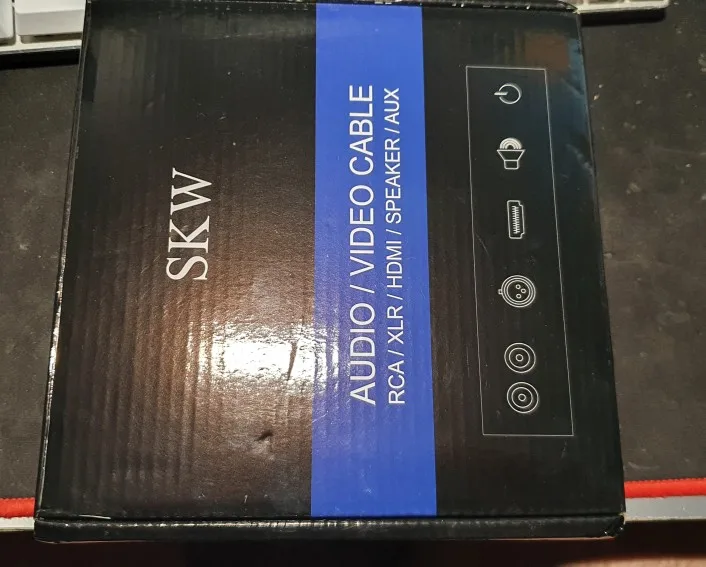 SKW
AUDIO / VIDEO CABLE
RCA / XLR / HDMI / SPEAKER / AUX